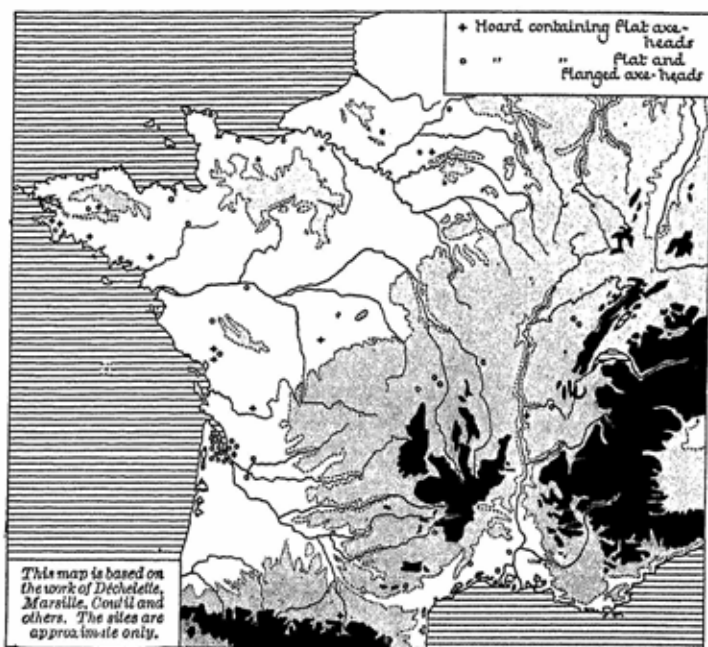 + Hoard containing flat axe-
heads
o " " flat and
flanged axe-heads
This map is based on
the work of Déchelette,
Marsille, Coutil and
others. The sites are
approximate only.